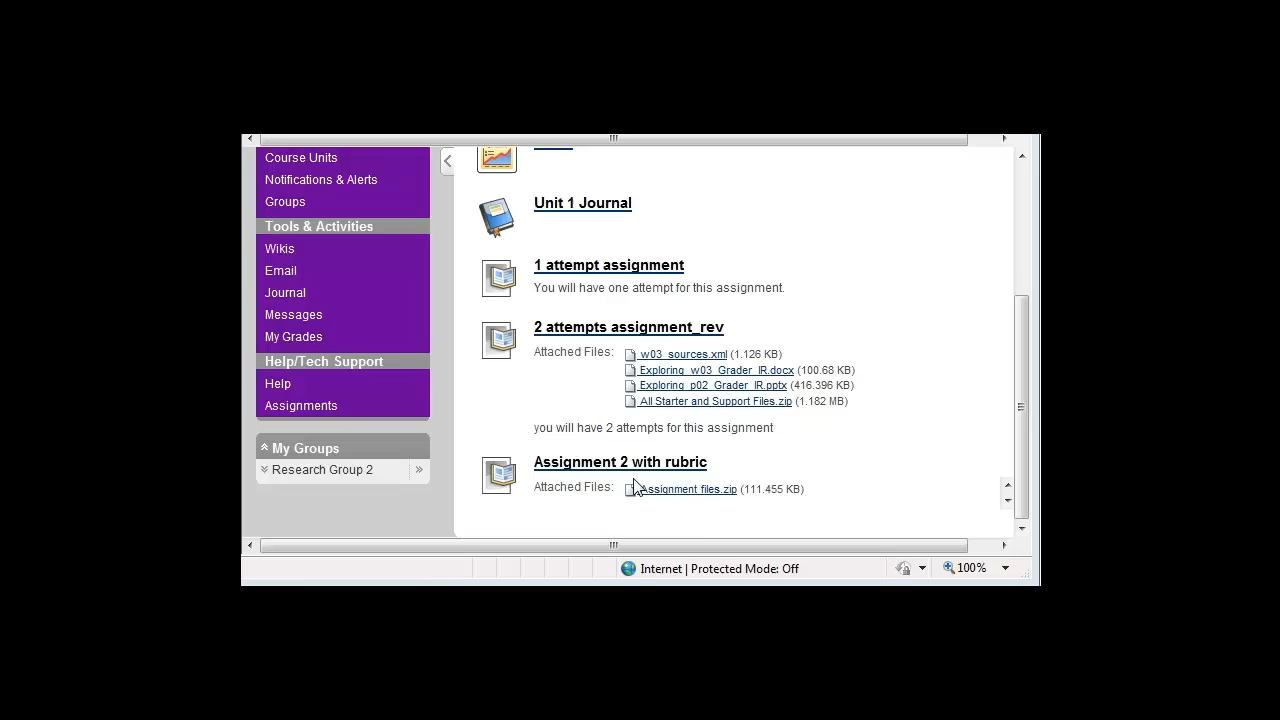 Course Units
Notifications & Alerts
Groups
Tools & Activities
Wikis
Email
Journal
Messages
My Grades
Help/Tech Support
Help
Assignments
My Groups
Research Group 2
Unit 1 Journal
1 attempt assignment
You will have one attempt for this assignment.
2 attempts assignment_rev
Attached Files: w03_sources.xml (1.126 KB)
Exploring_w03_Grader_IR.docx (100.68 KB)
Exploring_p02_Grader_IR.pptx (416.396 KB)
All Starter and Support Files.zip (1.182 MB)
you will have 2 attempts for this assignment
Assignment 2 with rubric
Attached Files: Assignment files.zip (111.455 KB)
Internet | Protected Mode: Off
100%